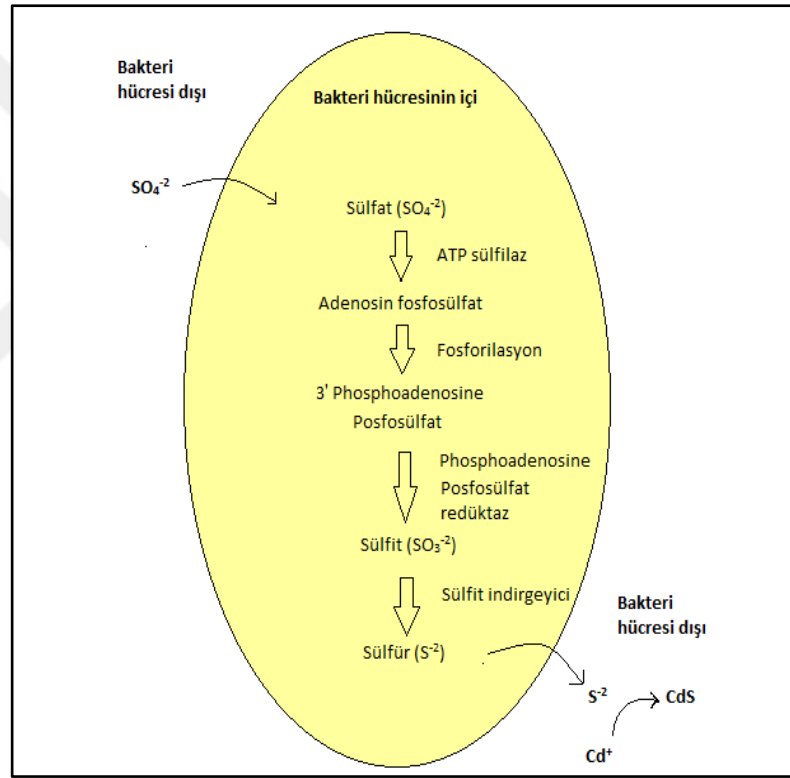 Bakteri
hücresi dışı
Bakteri hücresinin içi
SO₄⁻²
Sülfat (SO₄⁻²)
ATP sülfilaz
Adenosin fosfosülfat
Fosforilasyon
3' Phosphoadenosine
Posfosülfat
Phosphoadenosine
Posfosülfat
redüktaz
Sülfit (SO₃⁻²)
Sülfit indirgeyici
Bakteri
hücresi dışı
Sülfür (S⁻²)
S⁻²
CdS
Cd⁺